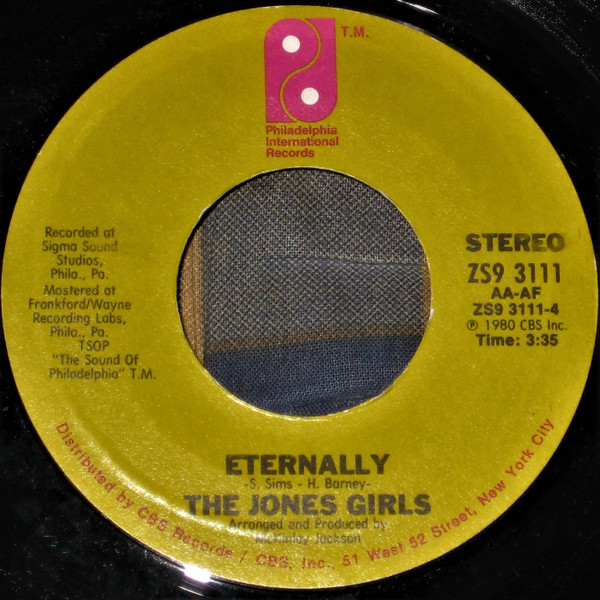 T.M.
Philadelphia
International
Records
Recorded at
Sigma Sound
Studios,
Phila., Pa.
Mastered at
Frankford/Wayne
Recording Labs,
Phila., Pa.
TSOP
"The Sound Of
Philadelphia" T.M.
STEREO
ZS9 3111
AA-AF
ZS9 3111-4
℗ 1980 CBS Inc.
Time: 3:35
ETERNALLY
-S. Sims - H. Barney-
THE JONES GIRLS
Arranged and Produced by
McKinley Jackson
Distributed by CBS Records / CBS, Inc., 51 West 52 Street, New York City